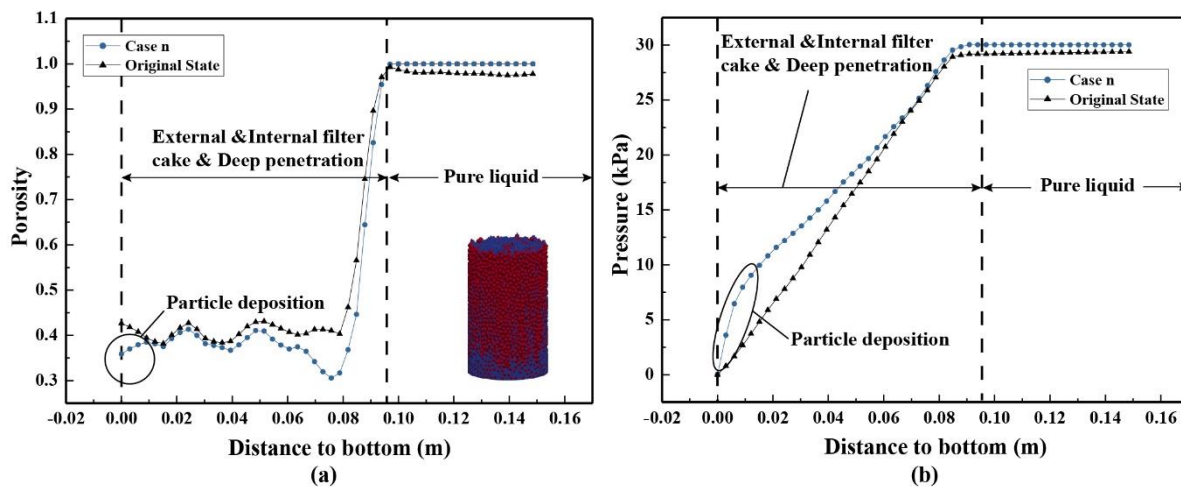 1.1
1.0
0.9
0.8
0.7
0.6
0.5
0.4
0.3
Porosity
Case n
Original State
External &Internal filter
cake & Deep penetration
Pure liquid
Particle deposition
-0.02 0.00 0.02 0.04 0.06 0.08 0.10 0.12 0.14 0.16
Distance to bottom (m)
(a)
30
25
20
15
10
5
0
Pressure (kPa)
External &Internal filter
cake & Deep penetration
Case n
Original State
Pure liquid
Particle deposition
-0.02 0.00 0.02 0.04 0.06 0.08 0.10 0.12 0.14 0.16
Distance to bottom (m)
(b)